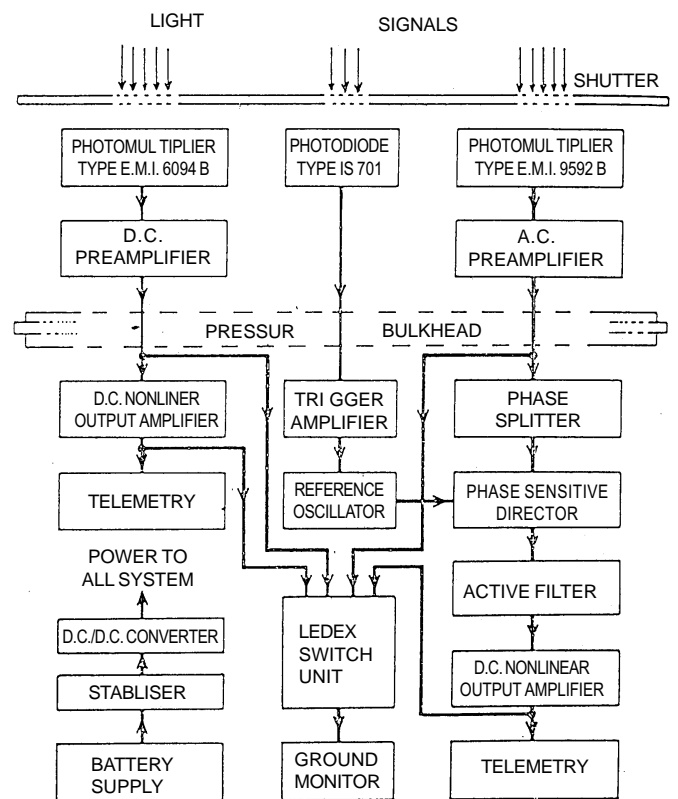 LIGHT
SIGNALS
SHUTTER
PHOTOMUL TIPLIER
TYPE E.M.I. 6094 B
PHOTODIODE
TYPE IS 701
PHOTOMUL TIPLIER
TYPE E.M.I. 9592 B
D.C.
PREAMPLIFIER
A.C.
PREAMPLIFIER
PRESSUR BULKHEAD
D.C. NONLINER
OUTPUT AMPLIFIER
TRI GGER
AMPLIFIER
PHASE
SPLITTER
TELEMETRY
REFERENCE
OSCILLATOR
PHASE SENSITIVE
DIRECTOR
POWER TO
ALL SYSTEM
ACTIVE FILTER
D.C./D.C. CONVERTER
LEDEX
SWITCH
UNIT
STABLISER
D.C. NONLINEAR
OUTPUT AMPLIFIER
BATTERY
SUPPLY
GROUND
MONITOR
TELEMETRY